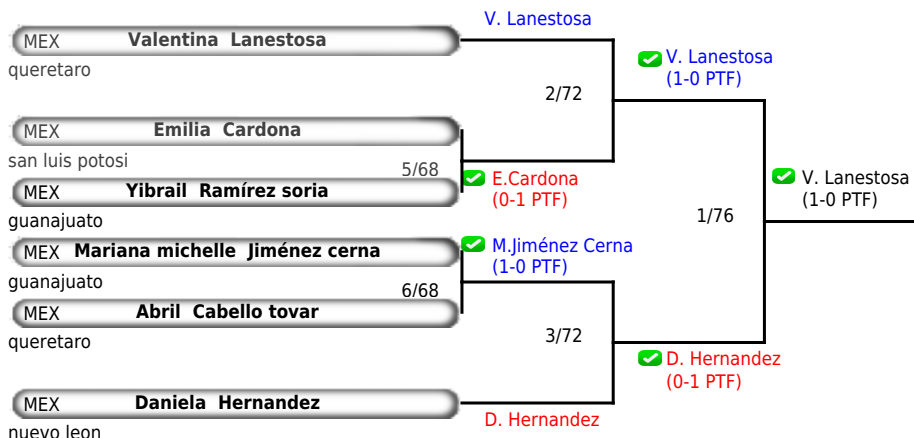 V. Lanestosa
MEX Valentina Lanestosa
queretaro
V. Lanestosa
(1-0 PTF)
2/72
MEX Emilia Cardona
san luis potosi
5/68
E.Cardona
(0-1 PTF)
MEX Yibrail Ramírez soria
guanajuato
V. Lanestosa
(1-0 PTF)
1/76
MEX Mariana michelle Jiménez cerna
guanajuato
M.Jiménez Cerna
(1-0 PTF)
6/68
MEX Abril Cabello tovar
queretaro
3/72
D. Hernandez
(0-1 PTF)
MEX Daniela Hernandez
nuevo leon
D. Hernandez